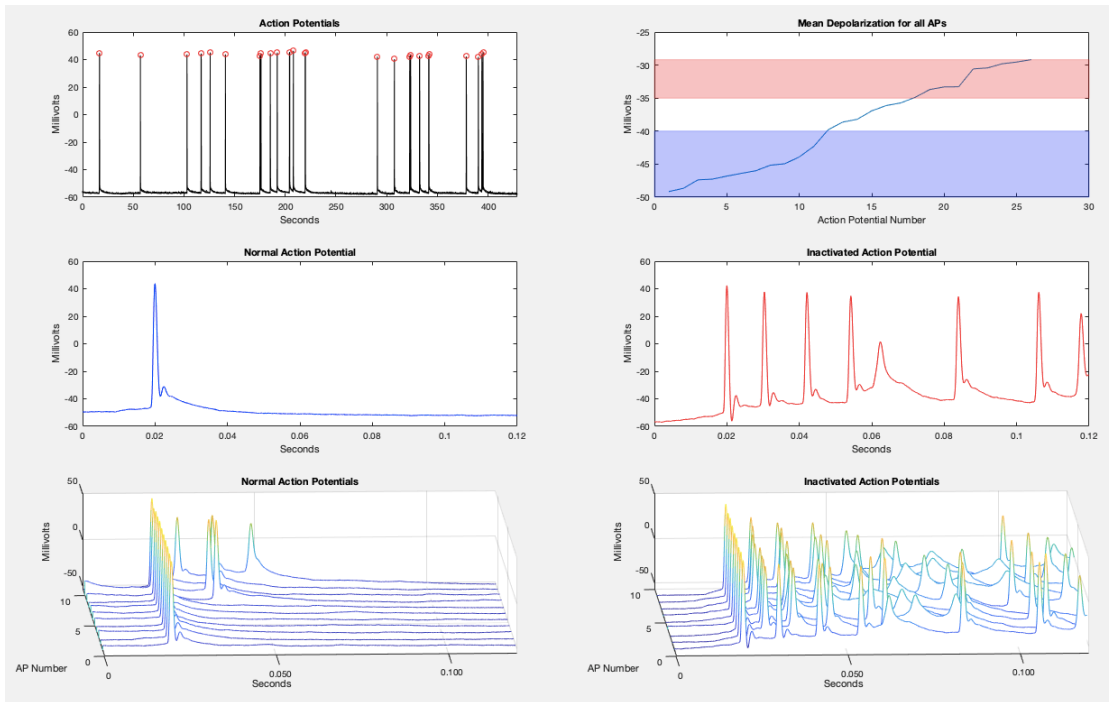 Action Potentials
60
40
20
0
-20
-40
-60
Millivolts
0 50 100 150 200 250 300 350 400
Seconds
Mean Depolarization for all APs
-25
-30
-35
-40
-45
-50
Millivolts
0 5 10 15 20 25 30
Action Potential Number
Normal Action Potential
60
40
20
0
-20
-40
-60
Millivolts
0 0.02 0.04 0.06 0.08 0.1 0.12
Seconds
Inactivated Action Potential
60
40
20
0
-20
-40
-60
Millivolts
0 0.02 0.04 0.06 0.08 0.1 0.12
Seconds
Normal Action Potentials
50
0
-50
Millivolts
10
5
0
AP Number
0 0.050 0.100
Seconds
Inactivated Action Potentials
50
0
-50
Millivolts
10
5
0
AP Number
0 0.050 0.100
Seconds